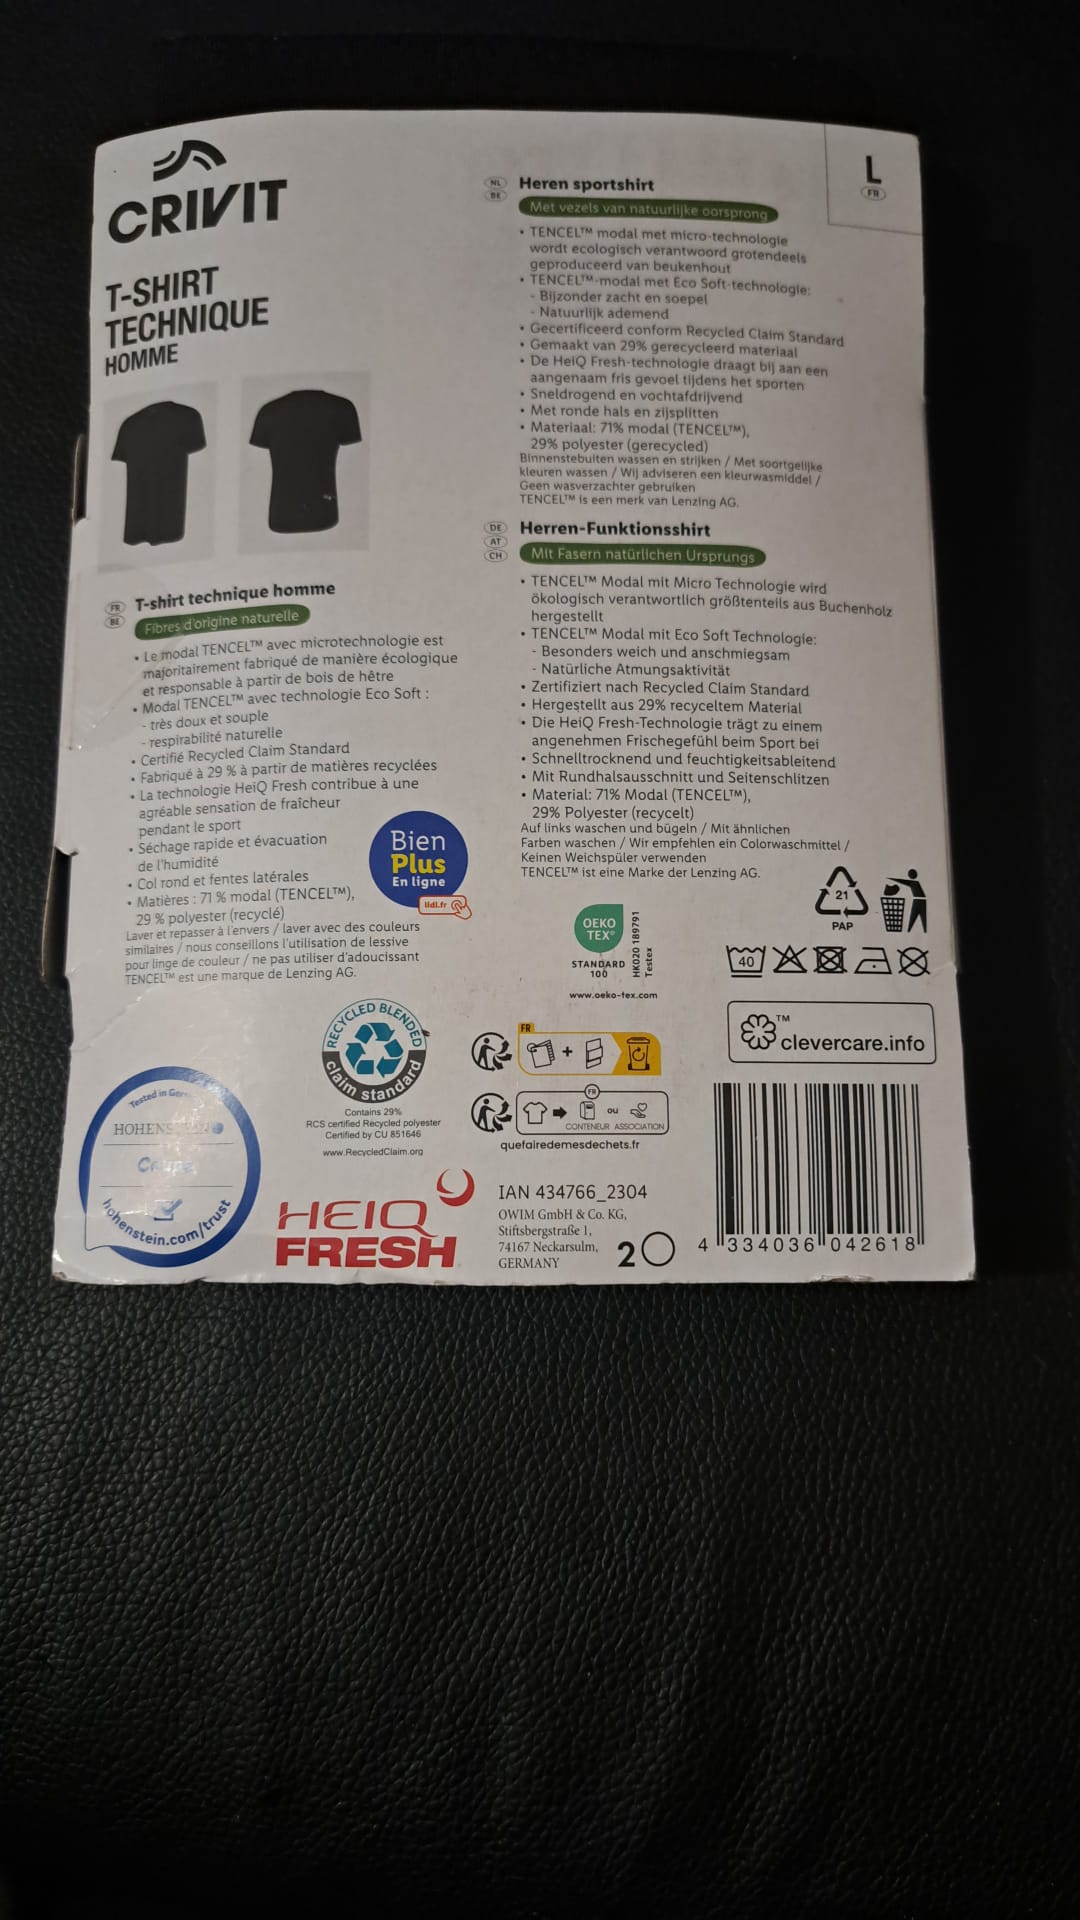 CRIVIT
T-SHIRT
TECHNIQUE
HOMME
FR
BE
T-shirt technique homme
Fibres d'origine naturelle
• Le modal TENCEL™ avec microtechnologie est
majoritairement fabriqué de manière écologique
et responsable à partir de bois de hêtre
• Modal TENCEL™ avec technologie Eco Soft :
- très doux et souple
- respirabilité naturelle
• Certifié Recycled Claim Standard
• Fabriqué à 29 % à partir de matières recyclées
• La technologie HeiQ Fresh contribue à une
agréable sensation de fraîcheur
pendant le sport
• Séchage rapide et évacuation
de l'humidité
• Col rond et fentes latérales
• Matières : 71 % modal (TENCEL™),
29 % polyester (recyclé)
Laver et repasser à l'envers / laver avec des couleurs
similaires / nous conseillons l'utilisation de lessive
pour linge de couleur / ne pas utiliser d'adoucissant
TENCEL™ est une marque de Lenzing AG.
Bien
Plus
En ligne
lidl.fr
L
FR
NL
BE
Heren sportshirt
Met vezels van natuurlijke oorsprong
• TENCEL™ modal met micro-technologie
wordt ecologisch verantwoord grotendeels
geproduceerd van beukenhout
• TENCEL™-modal met Eco Soft-technologie:
- Bijzonder zacht en soepel
- Natuurlijk ademend
• Gecertificeerd conform Recycled Claim Standard
• Gemaakt van 29% gerecycleerd materiaal
• De HeiQ Fresh-technologie draagt bij aan een
aangenaam fris gevoel tijdens het sporten
• Sneldrogend en vochtafdrijvend
• Met ronde hals en zijsplitten
• Materiaal: 71% modal (TENCEL™),
29% polyester (gerecycled)
Binnenstebuiten wassen en strijken / Met soortgelijke
kleuren wassen / Wij adviseren een kleurwasmiddel /
Geen wasverzachter gebruiken
TENCEL™ is een merk van Lenzing AG.
DE
AT
CH
Herren-Funktionsshirt
Mit Fasern natürlichen Ursprungs
• TENCEL™ Modal mit Micro Technologie wird
ökologisch verantwortlich größtenteils aus Buchenholz
hergestellt
• TENCEL™ Modal mit Eco Soft Technologie:
- Besonders weich und anschmiegsam
- Natürliche Atmungsaktivität
• Zertifiziert nach Recycled Claim Standard
• Hergestellt aus 29% recyceltem Material
• Die HeiQ Fresh-Technologie trägt zu einem
angenehmen Frischegefühl beim Sport bei
• Schnelltrocknend und feuchtigkeitsableitend
• Mit Rundhalsausschnitt und Seitenschlitzen
• Material: 71% Modal (TENCEL™),
29% Polyester (recycelt)
Auf links waschen und bügeln / Mit ähnlichen
Farben waschen / Wir empfehlen ein Colorwaschmittel /
Keinen Weichspüler verwenden
TENCEL™ ist eine Marke der Lenzing AG.
21
PAP
OEKO
TEX®
STANDARD
100
HK020 189791
Testex
www.oeko-tex.com
40
RECYCLED BLENDED
claim standard
Contains 29%
RCS certified Recycled polyester
Certified by CU 851646
www.RecycledClaim.org
FR
+
FR
ou
CONTENEUR ASSOCIATION
quefairedemesdechets.fr
™
clevercare.info
Tested in
hohenstein.com/trust
HEIQ
FRESH
IAN 434766_2304
OWIM GmbH & Co. KG,
Stiftsbergstraße 1,
74167 Neckarsulm,
GERMANY
2
4 334036 042618